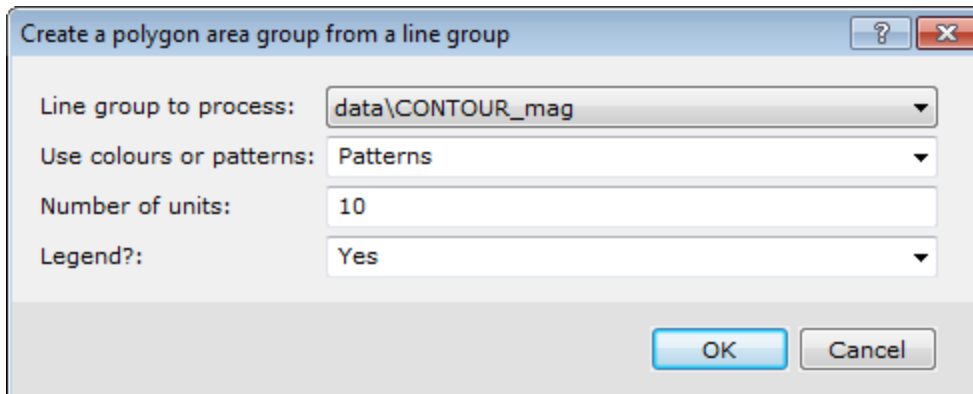 Create a polygon area group from a line group
Line group to process: data\CONTOUR_mag
Use colours or patterns: Patterns
Number of units: 10
Legend?: Yes
OK Cancel